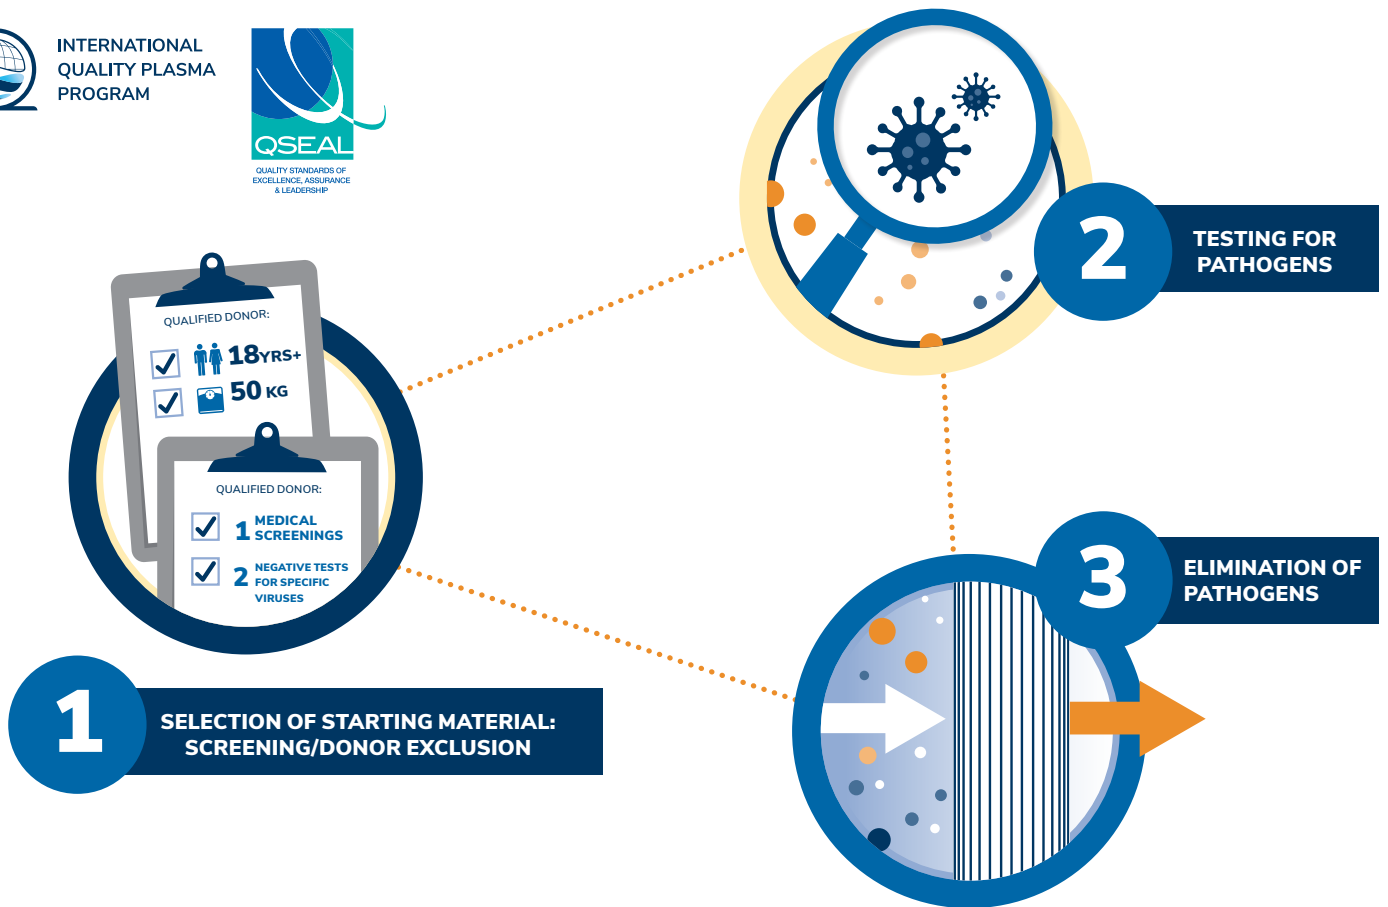 INTERNATIONAL
QUALITY PLASMA
PROGRAM
QSEAL
QUALITY STANDARDS OF
EXCELLENCE, ASSURANCE
& LEADERSHIP
QUALIFIED DONOR:
18YRS+
50 KG
QUALIFIED DONOR:
1 MEDICAL
SCREENINGS
2 NEGATIVE TESTS
FOR SPECIFIC
VIRUSES
1
SELECTION OF STARTING MATERIAL:
SCREENING/DONOR EXCLUSION
2
TESTING FOR
PATHOGENS
3
ELIMINATION OF
PATHOGENS